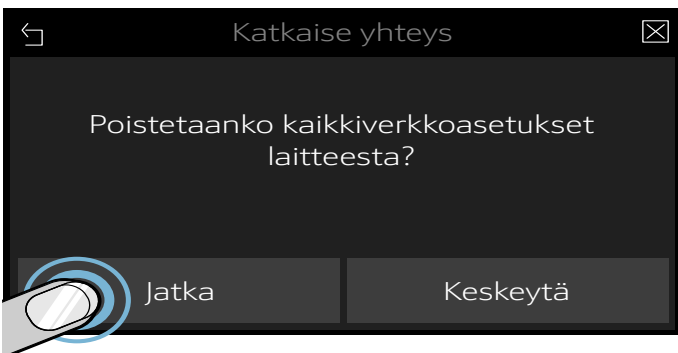 Katkaise yhteys
Poistetaanko kaikkiverkkoasetukset
laitteesta?
Jatka
Keskeytä